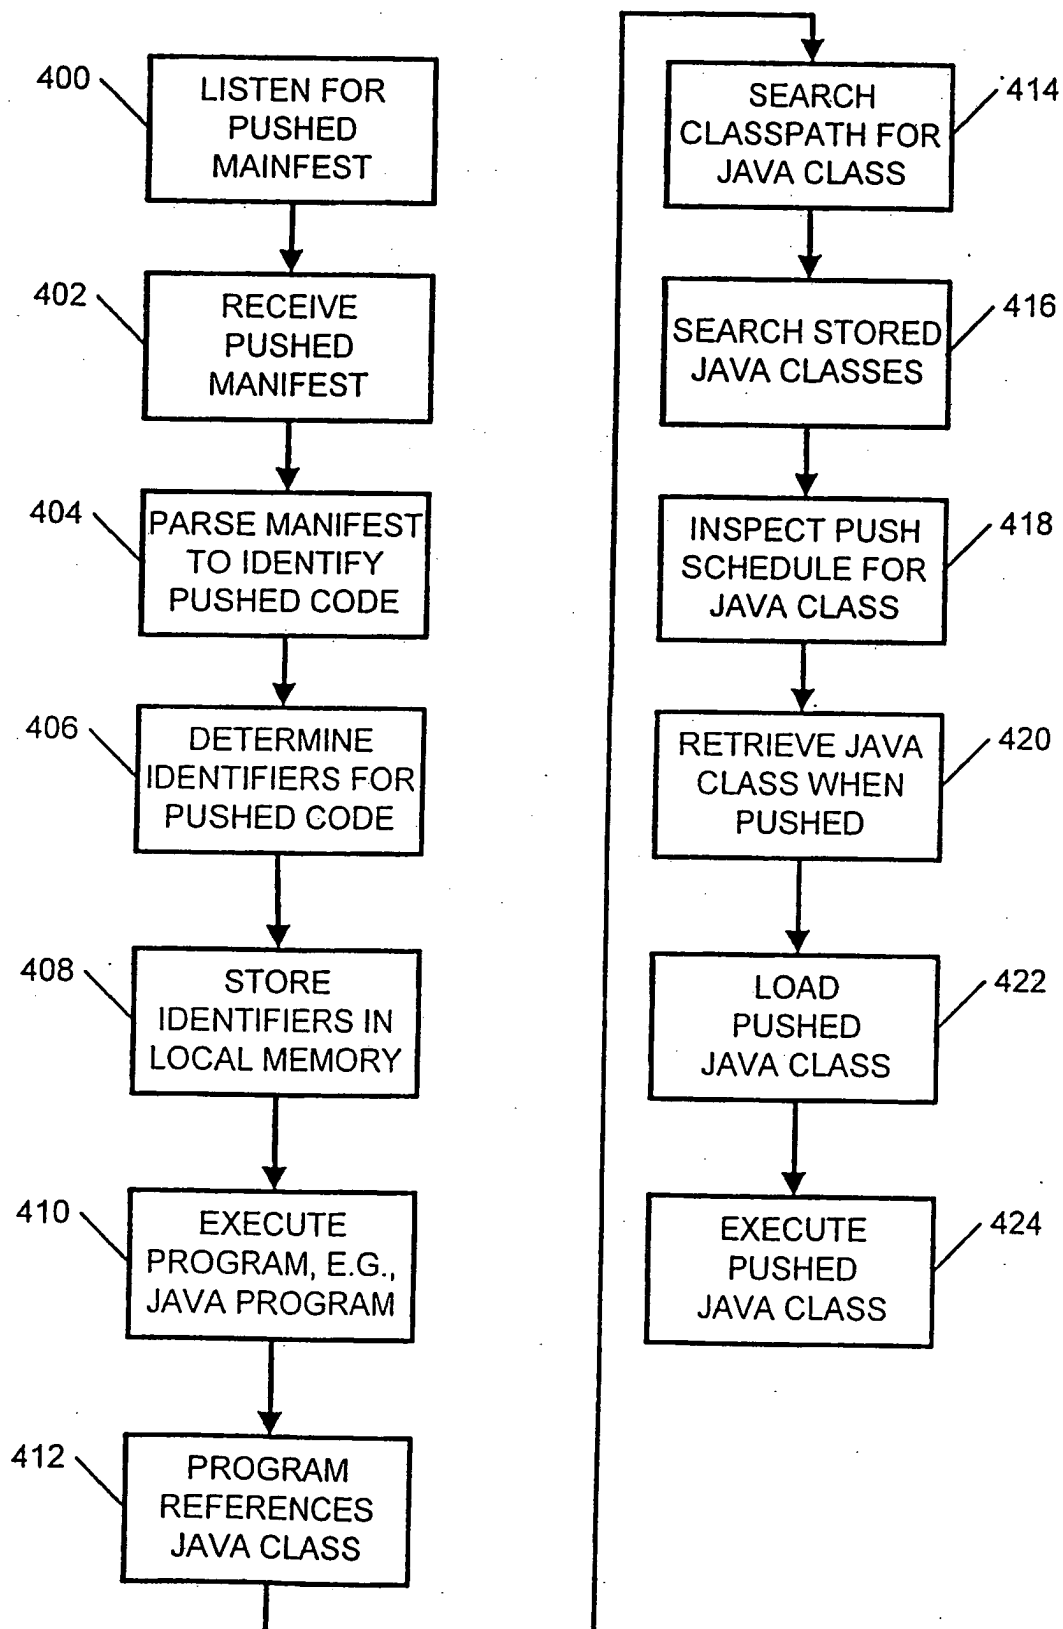 400
LISTEN FOR
PUSHED
MAINFEST
402
RECEIVE
PUSHED
MANIFEST
404
PARSE MANIFEST
TO IDENTIFY
PUSHED CODE
406
DETERMINE
IDENTIFIERS FOR
PUSHED CODE
408
STORE
IDENTIFIERS IN
LOCAL MEMORY
410
EXECUTE
PROGRAM, E.G.,
JAVA PROGRAM
412
PROGRAM
REFERENCES
JAVA CLASS
414
SEARCH
CLASSPATH FOR
JAVA CLASS
416
SEARCH STORED
JAVA CLASSES
418
INSPECT PUSH
SCHEDULE FOR
JAVA CLASS
420
RETRIEVE JAVA
CLASS WHEN
PUSHED
422
LOAD
PUSHED
JAVA CLASS
424
EXECUTE
PUSHED
JAVA CLASS